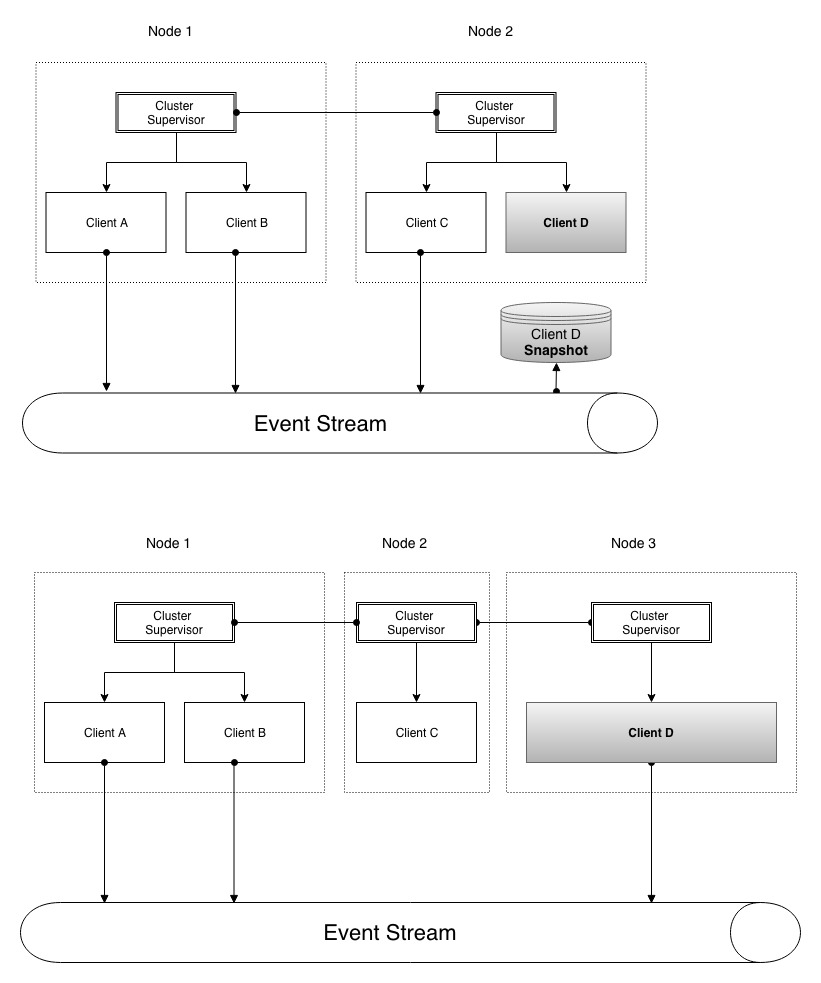 Node 1
Node 2
Cluster
Supervisor
Cluster
Supervisor
Client A
Client B
Client C
Client D
Client D
Snapshot
Event Stream
Node 1
Node 2
Node 3
Cluster
Supervisor
Cluster
Supervisor
Cluster
Supervisor
Client A
Client B
Client C
Client D
Event Stream